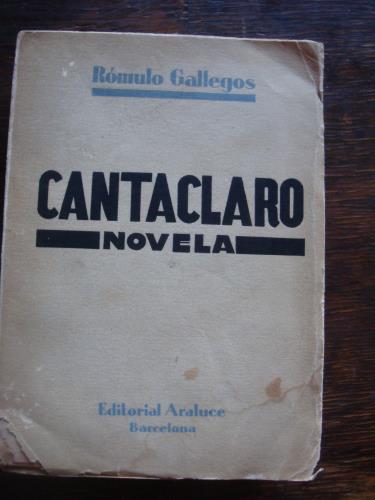 Rómulo Gallegos
CANTACLARO
NOVELA
Editorial Araluce
Barcelona